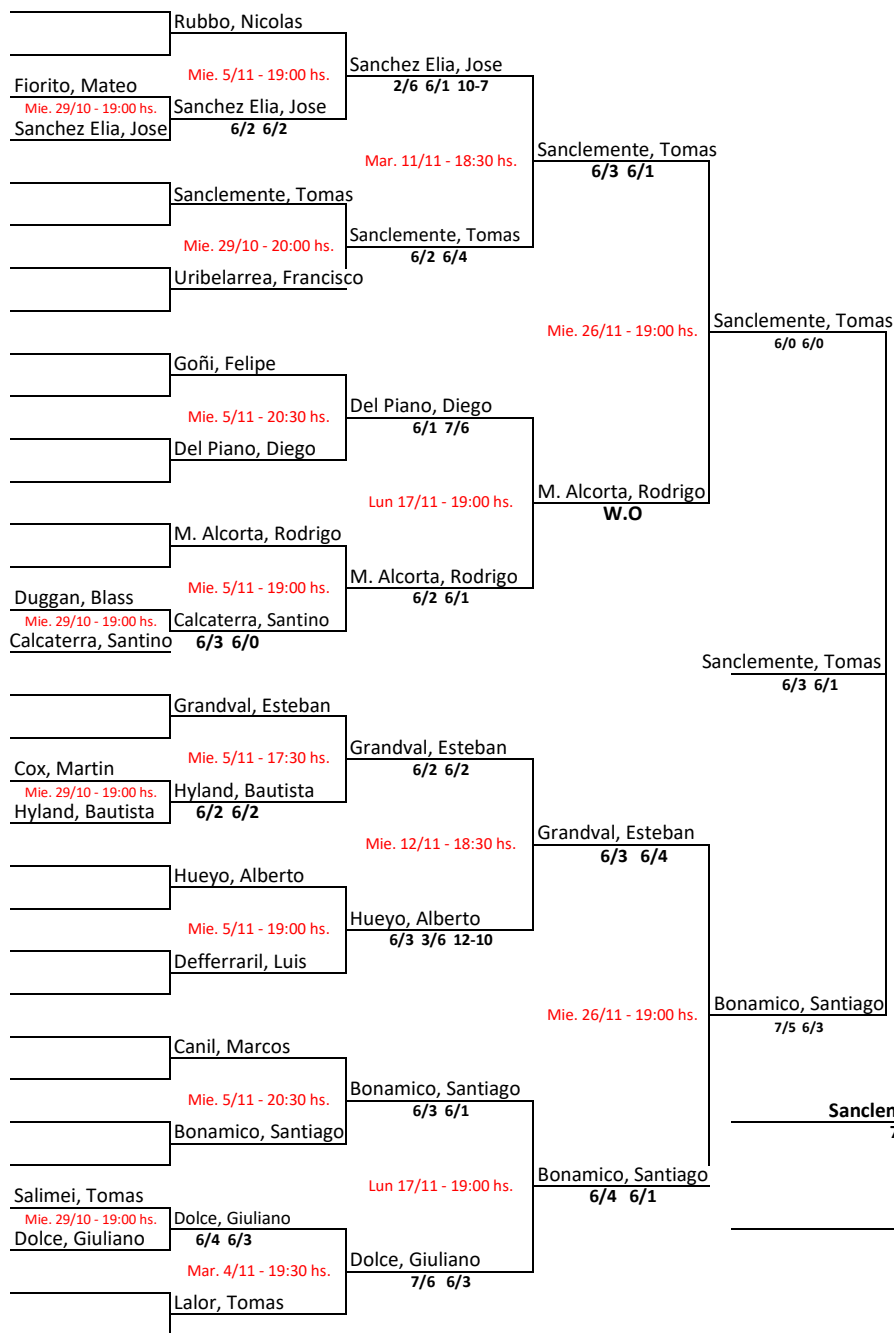 Rubbo, Nicolas
Mie. 5/11 - 19:00 hs.
Sanchez Elia, Jose
2/6 6/1 10-7
Fiorito, Mateo
Mie. 29/10 - 19:00 hs.
Sanchez Elia, Jose
Sanchez Elia, Jose
6/2 6/2
Mar. 11/11 - 18:30 hs.
Sanclemente, Tomas
6/3 6/1
Sanclemente, Tomas
Mie. 29/10 - 20:00 hs.
Sanclemente, Tomas
6/2 6/4
Uribelarrea, Francisco
Mie. 26/11 - 19:00 hs.
Sanclemente, Tomas
6/0 6/0
Goñi, Felipe
Mie. 5/11 - 20:30 hs.
Del Piano, Diego
6/1 7/6
Del Piano, Diego
Lun 17/11 - 19:00 hs.
M. Alcorta, Rodrigo
W.O
M. Alcorta, Rodrigo
Mie. 5/11 - 19:00 hs.
M. Alcorta, Rodrigo
6/2 6/1
Duggan, Blass
Mie. 29/10 - 19:00 hs.
Calcaterra, Santino
Calcaterra, Santino
6/3 6/0
Sanclemente, Tomas
6/3 6/1
Grandval, Esteban
Mie. 5/11 - 17:30 hs.
Grandval, Esteban
6/2 6/2
Cox, Martin
Mie. 29/10 - 19:00 hs.
Hyland, Bautista
Hyland, Bautista
6/2 6/2
Mie. 12/11 - 18:30 hs.
Grandval, Esteban
6/3 6/4
Hueyo, Alberto
Mie. 5/11 - 19:00 hs.
Hueyo, Alberto
6/3 3/6 12-10
Defferraril, Luis
Mie. 26/11 - 19:00 hs.
Bonamico, Santiago
7/5 6/3
Canil, Marcos
Mie. 5/11 - 20:30 hs.
Bonamico, Santiago
6/3 6/1
Bonamico, Santiago
Sanclem
7
Lun 17/11 - 19:00 hs.
Bonamico, Santiago
6/4 6/1
Salimei, Tomas
Mie. 29/10 - 19:00 hs.
Dolce, Giuliano
Dolce, Giuliano
6/4 6/3
Mar. 4/11 - 19:30 hs.
Dolce, Giuliano
7/6 6/3
Lalor, Tomas